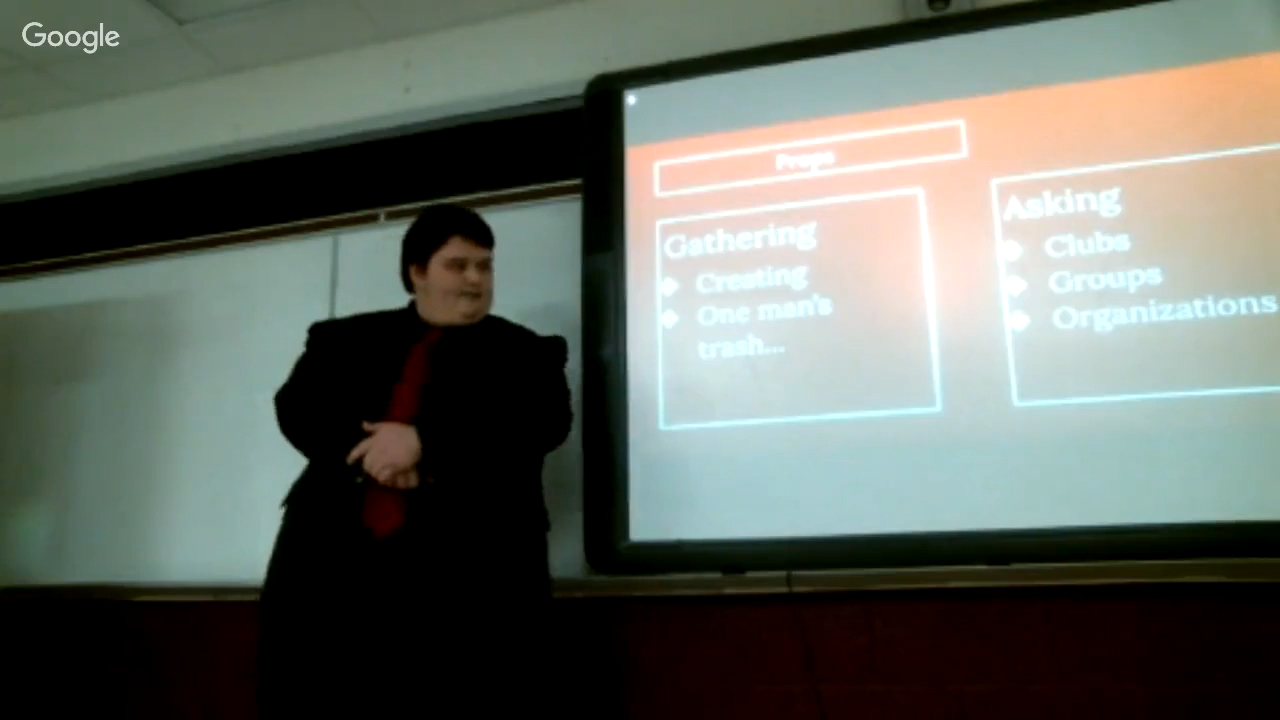 Google
Props
Gathering
Creating
One man's
trash...
Asking
Clubs
Groups
Organizations